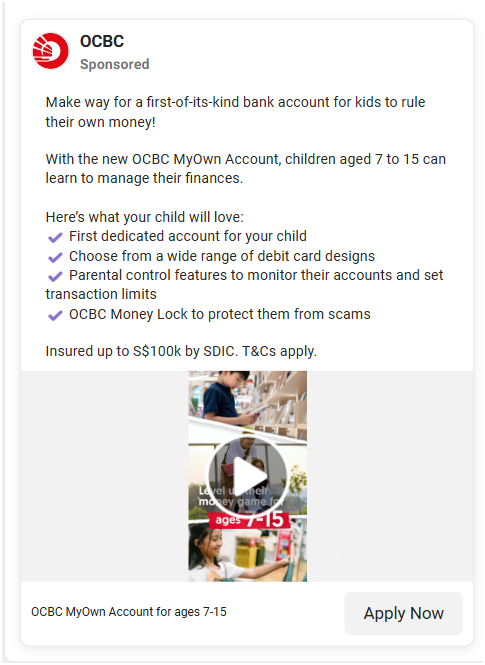 OCBC
Sponsored
Make way for a first-of-its-kind bank account for kids to rule
their own money!
With the new OCBC MyOwn Account, children aged 7 to 15 can
learn to manage their finances.
Here’s what your child will love:
✔ First dedicated account for your child
✔ Choose from a wide range of debit card designs
✔ Parental control features to monitor their accounts and set
transaction limits
✔ OCBC Money Lock to protect them from scams
Insured up to S$100k by SDIC. T&Cs apply.
Level up their
money game for
ages 7-15
OCBC MyOwn Account for ages 7-15
Apply Now